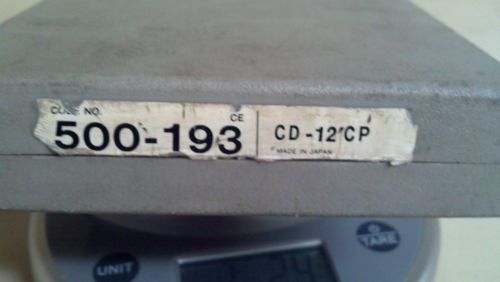 CODE NO.
CE
500-193
CD-12"CP
MADE IN JAPAN
UNIT
TARE